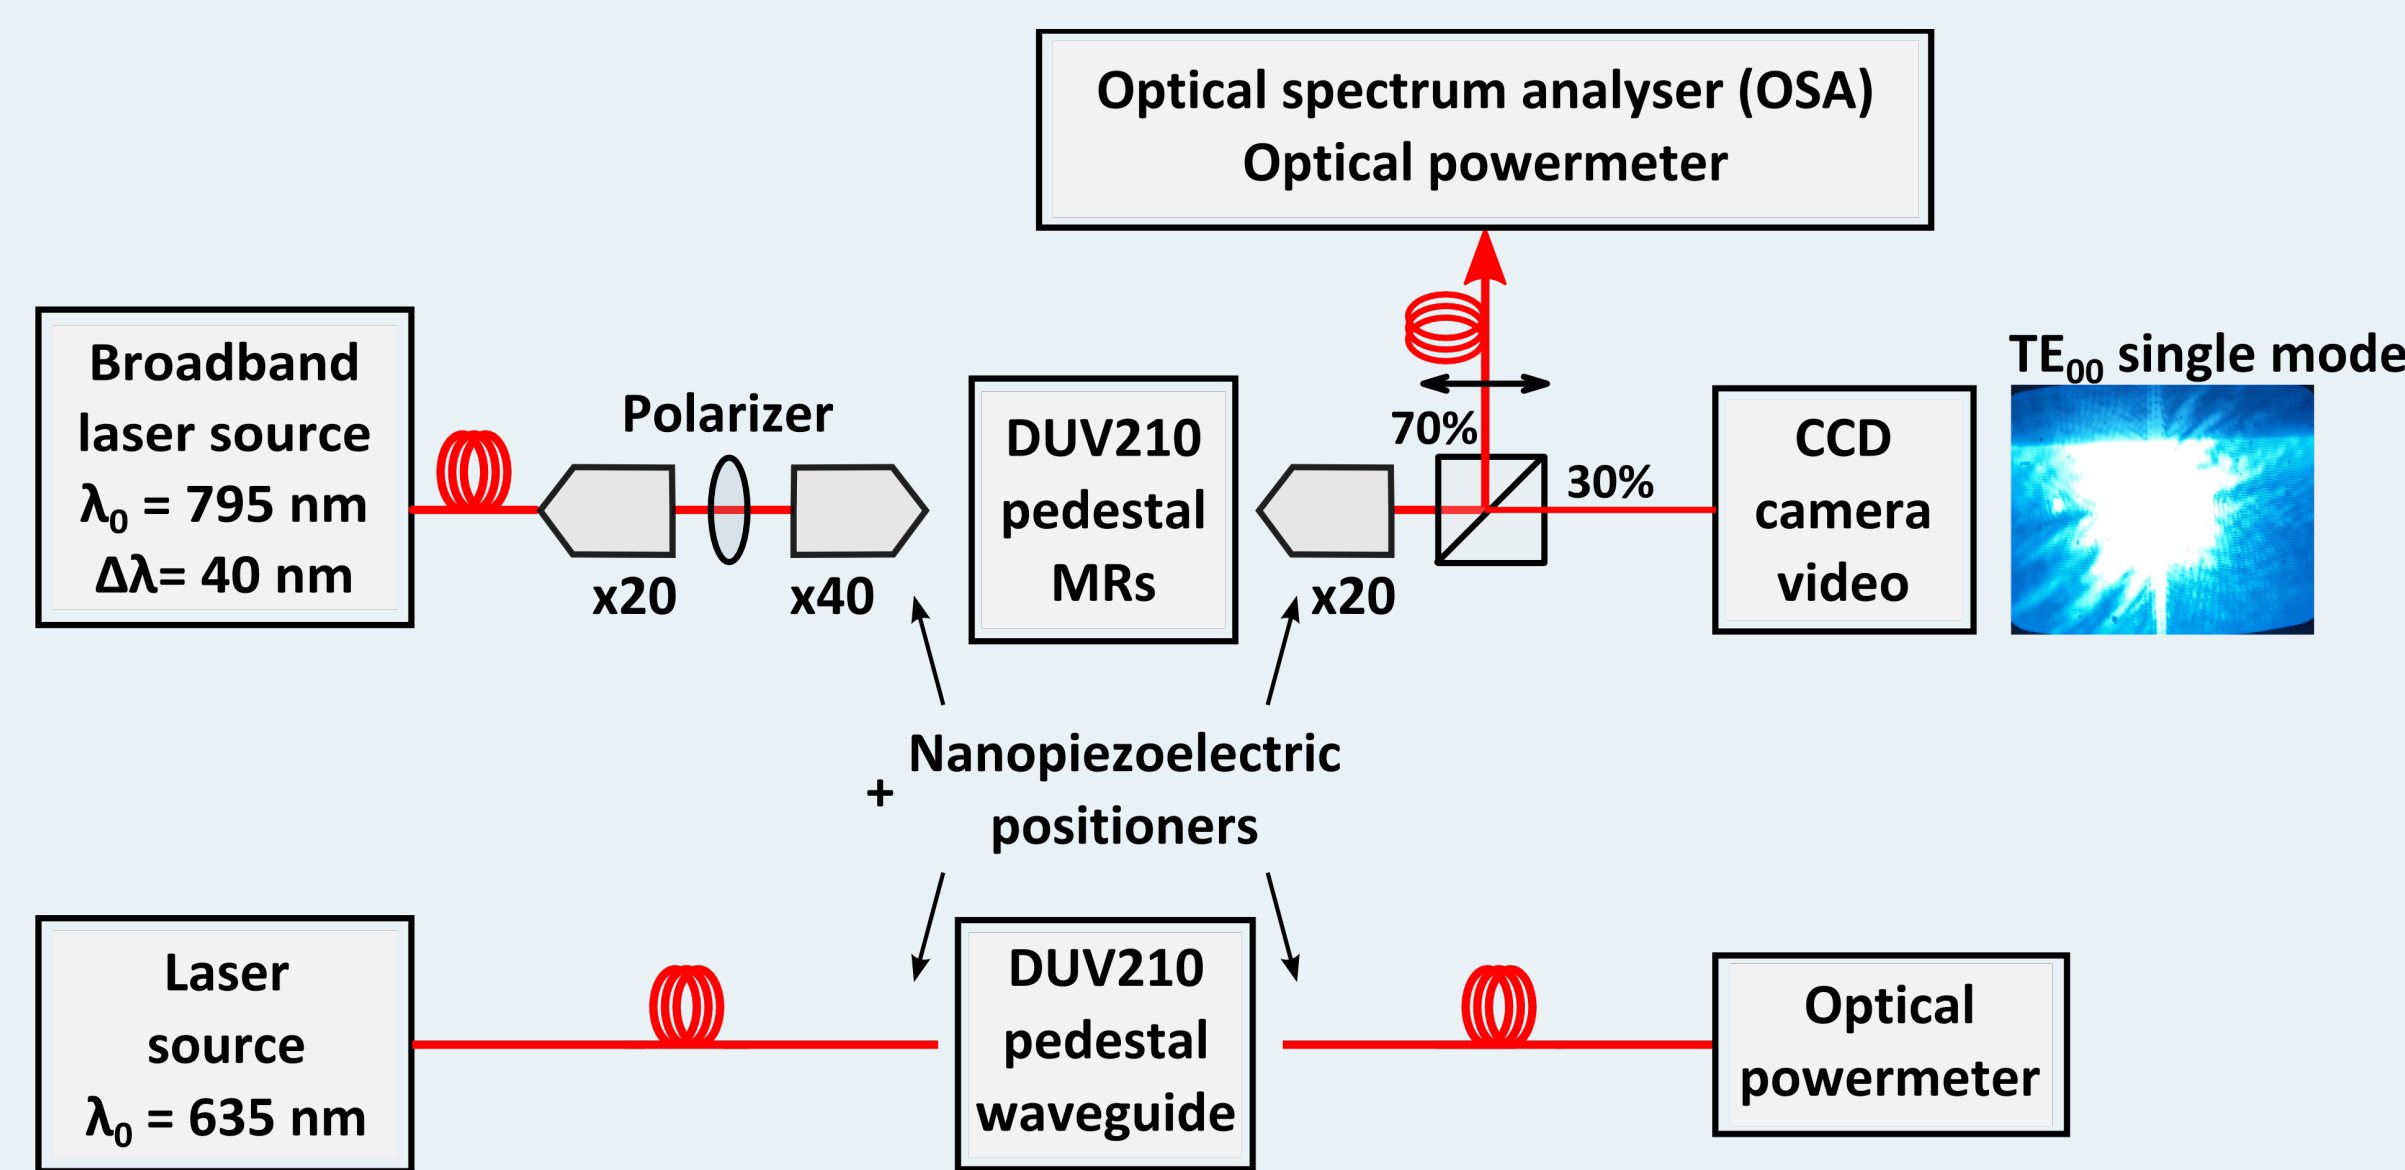 Optical spectrum analyser (OSA)
Optical powermeter
Broadband
laser source
λ₀ = 795 nm
Δλ= 40 nm
Polarizer
x20
x40
DUV210
pedestal
MRs
x20
70%
30%
CCD
camera
video
TE₀₀ single mode
+
Nanopiezoelectric
positioners
Laser
source
λ₀ = 635 nm
DUV210
pedestal
waveguide
Optical
powermeter